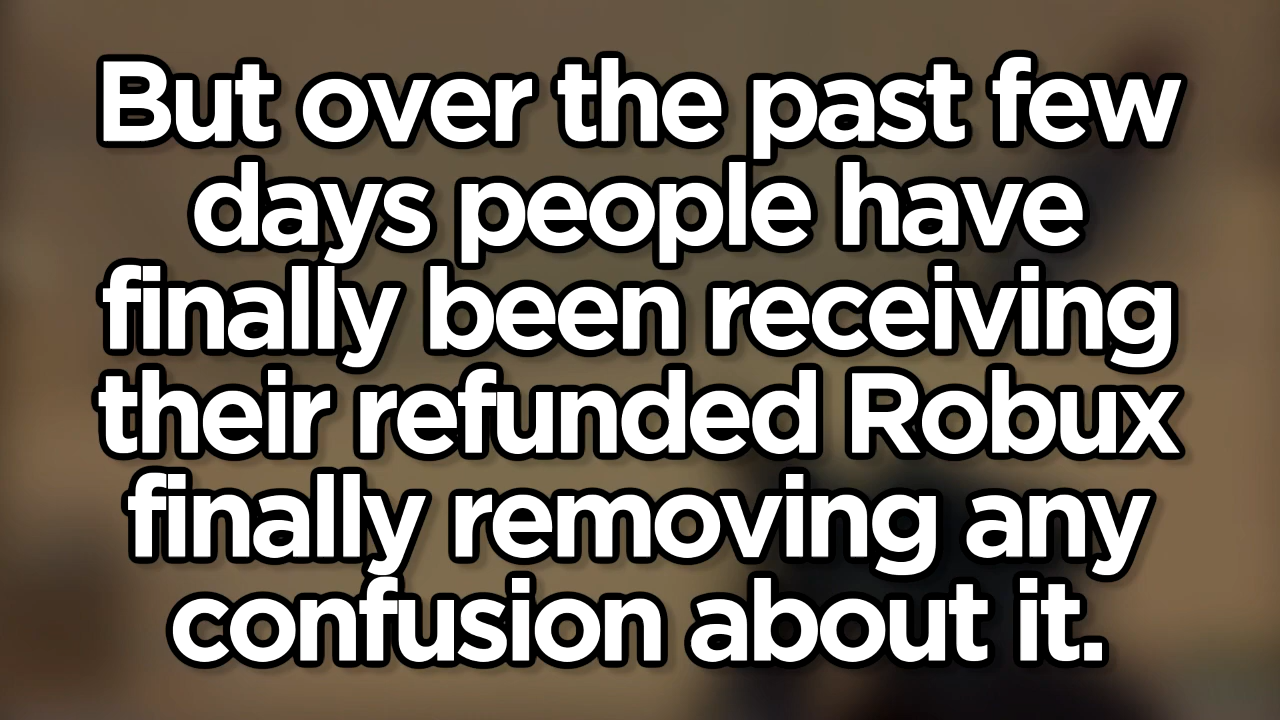 But over the past few
days people have
finally been receiving
their refunded Robux
finally removing any
confusion about it.